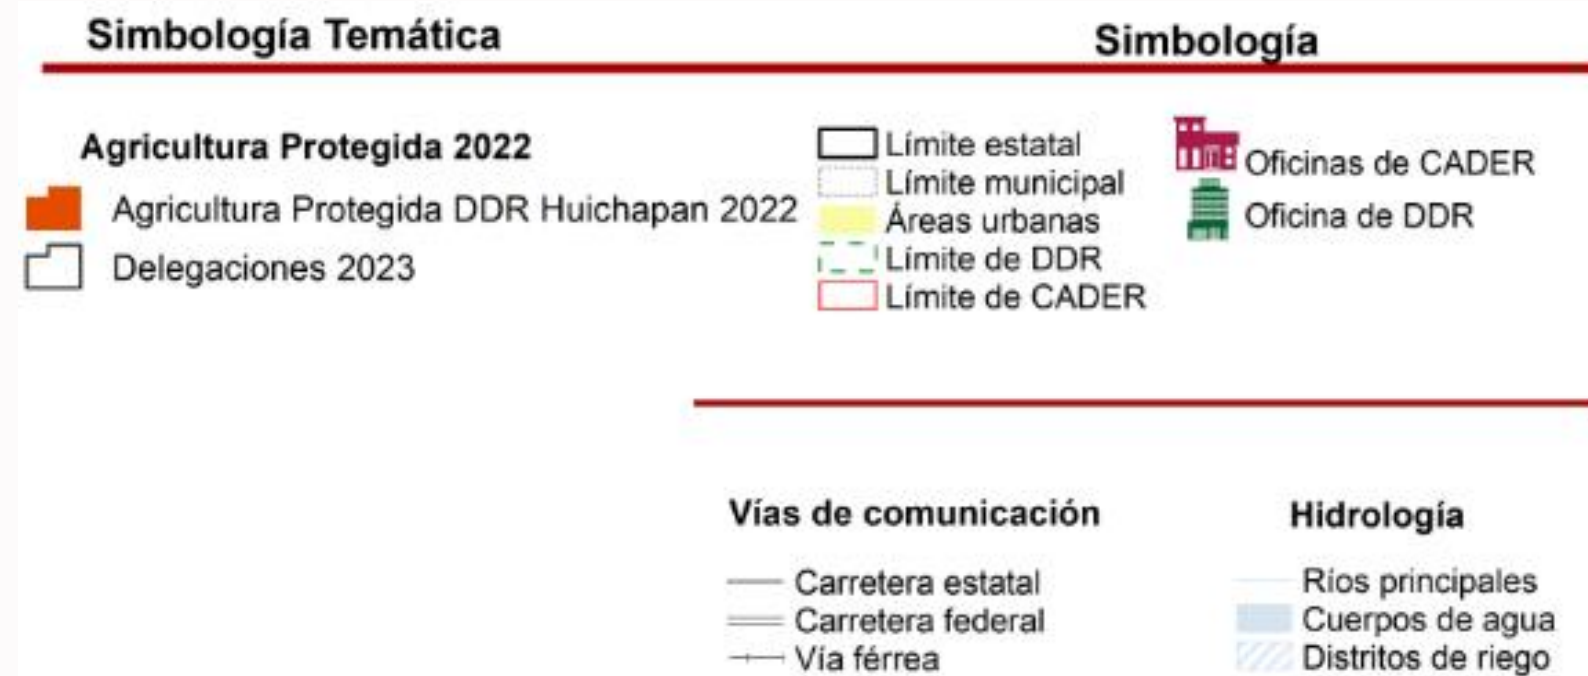 Simbología Temática
Agricultura Protegida 2022
Agricultura Protegida DDR Huichapan 2022
Delegaciones 2023
Simbología
Límite estatal
Límite municipal
Áreas urbanas
Límite de DDR
Límite de CADER
Oficinas de CADER
Oficina de DDR
Vías de comunicación
Carretera estatal
Carretera federal
Vía férrea
Hidrología
Ríos principales
Cuerpos de agua
Distritos de riego